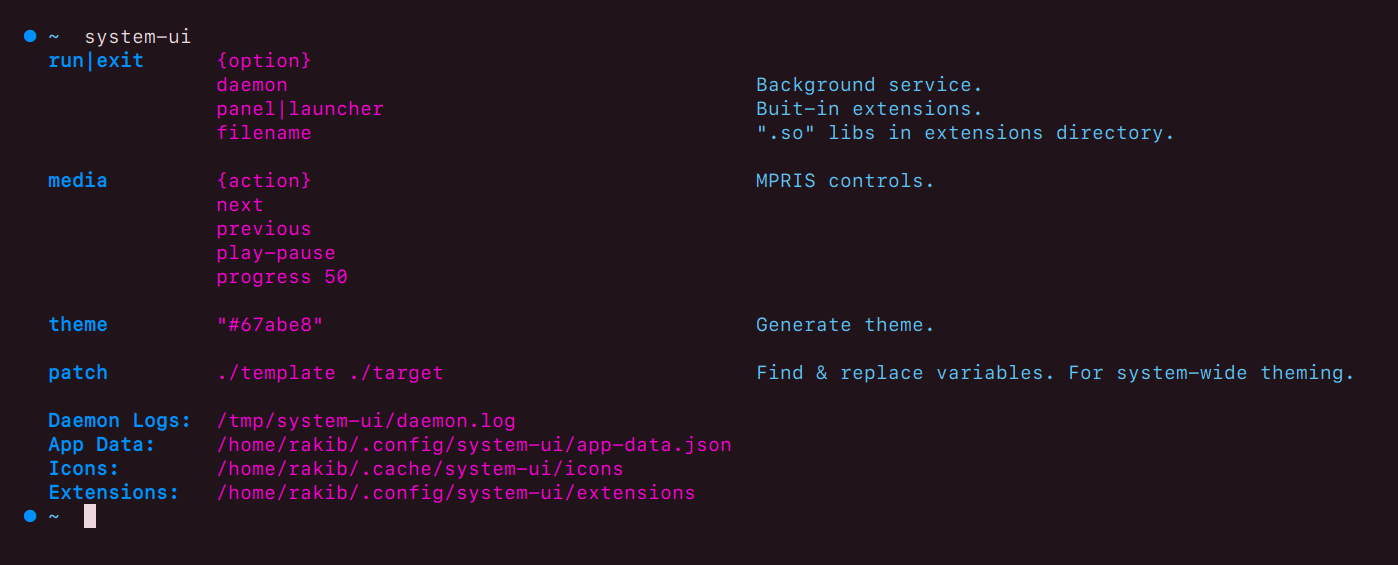 ~ system-ui
run|exit {option}
daemon Background service.
panel|launcher Buit-in extensions.
filename ".so" libs in extensions directory.
media {action} MPRIS controls.
next
previous
play-pause
progress 50
theme "#67abe8" Generate theme.
patch ./template ./target Find & replace variables. For system-wide theming.
Daemon Logs: /tmp/system-ui/daemon.log
App Data: /home/rakib/.config/system-ui/app-data.json
Icons: /home/rakib/.cache/system-ui/icons
Extensions: /home/rakib/.config/system-ui/extensions
~